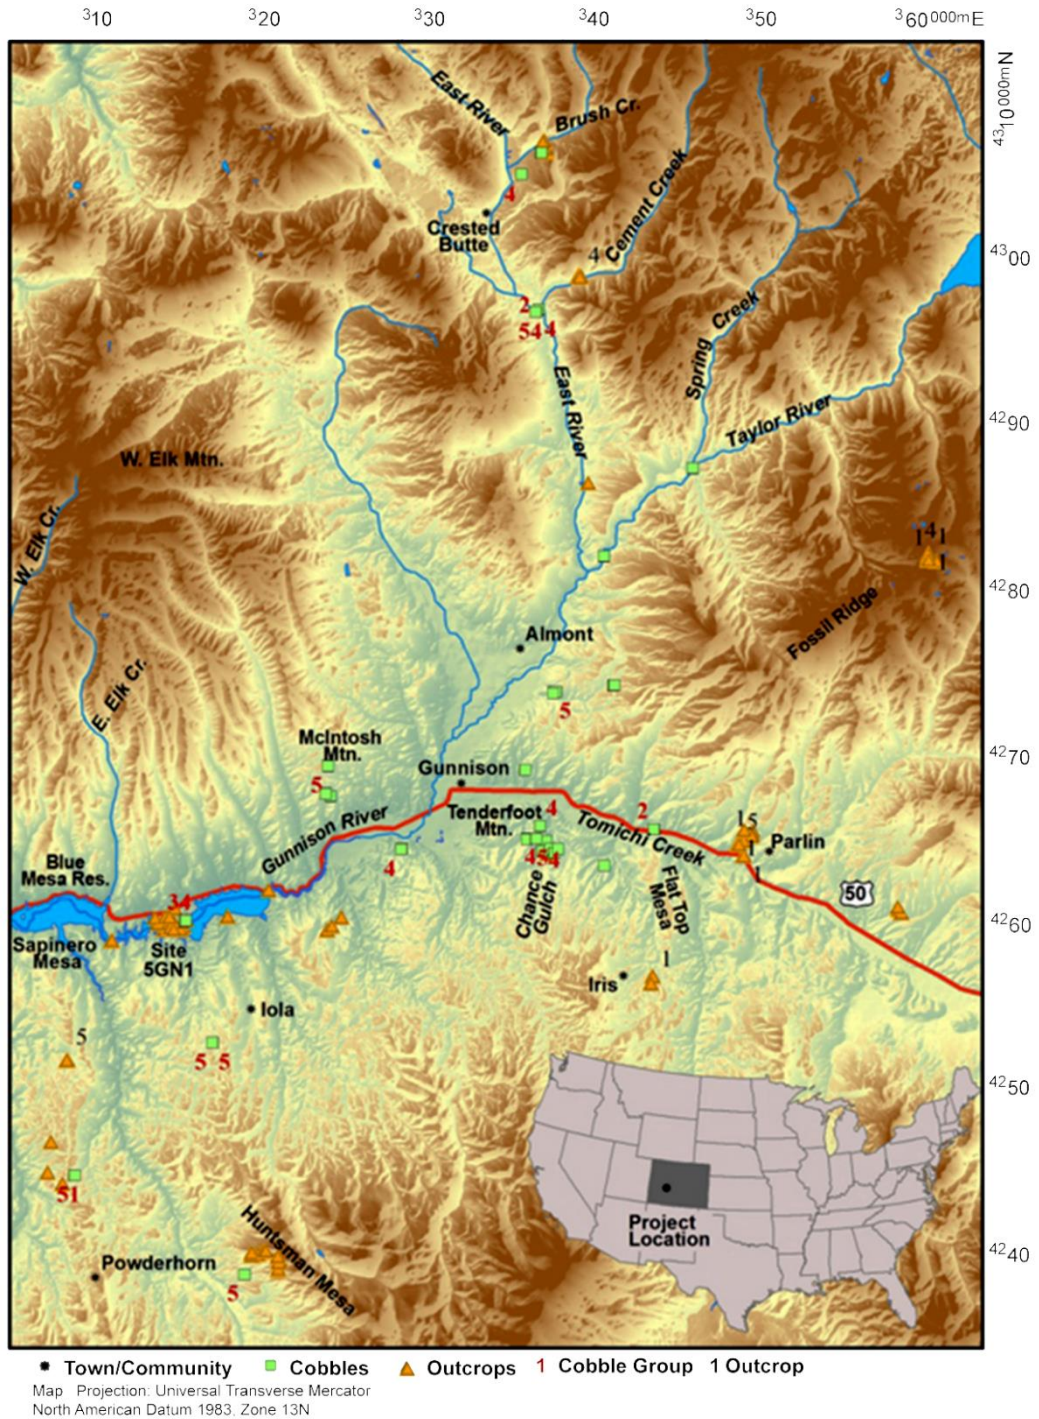 310 320 330 340 350 360 000mE
4310 000mN
East River
Brush Cr.
Cement Creek
4
Crested
Butte
4
4300
2
544
Spring Creek
East River
Taylor River
4290
W. Elk Mtn.
W. Elk Cr.
141
1
4280
Fossil Ridge
Almont
E. Elk Cr.
5
McIntosh
Mtn.
4270
5
Gunnison
Gunnison River
Tenderfoot
Mtn.
4
2
Tomichi Creek
15
1
Parlin
1
4
454
Blue
Mesa Res.
Chance
Gulch
Flat Top
Mesa
50
34
4260
Sapinero
Mesa
Site
5GN1
Iris
1
Iola
5
5 5
4250
51
Project
Location
Huntsman Mesa
4240
Powderhorn
5
Town/Community Cobbles Outcrops 1 Cobble Group 1 Outcrop
Map Projection: Universal Transverse Mercator
North American Datum 1983, Zone 13N